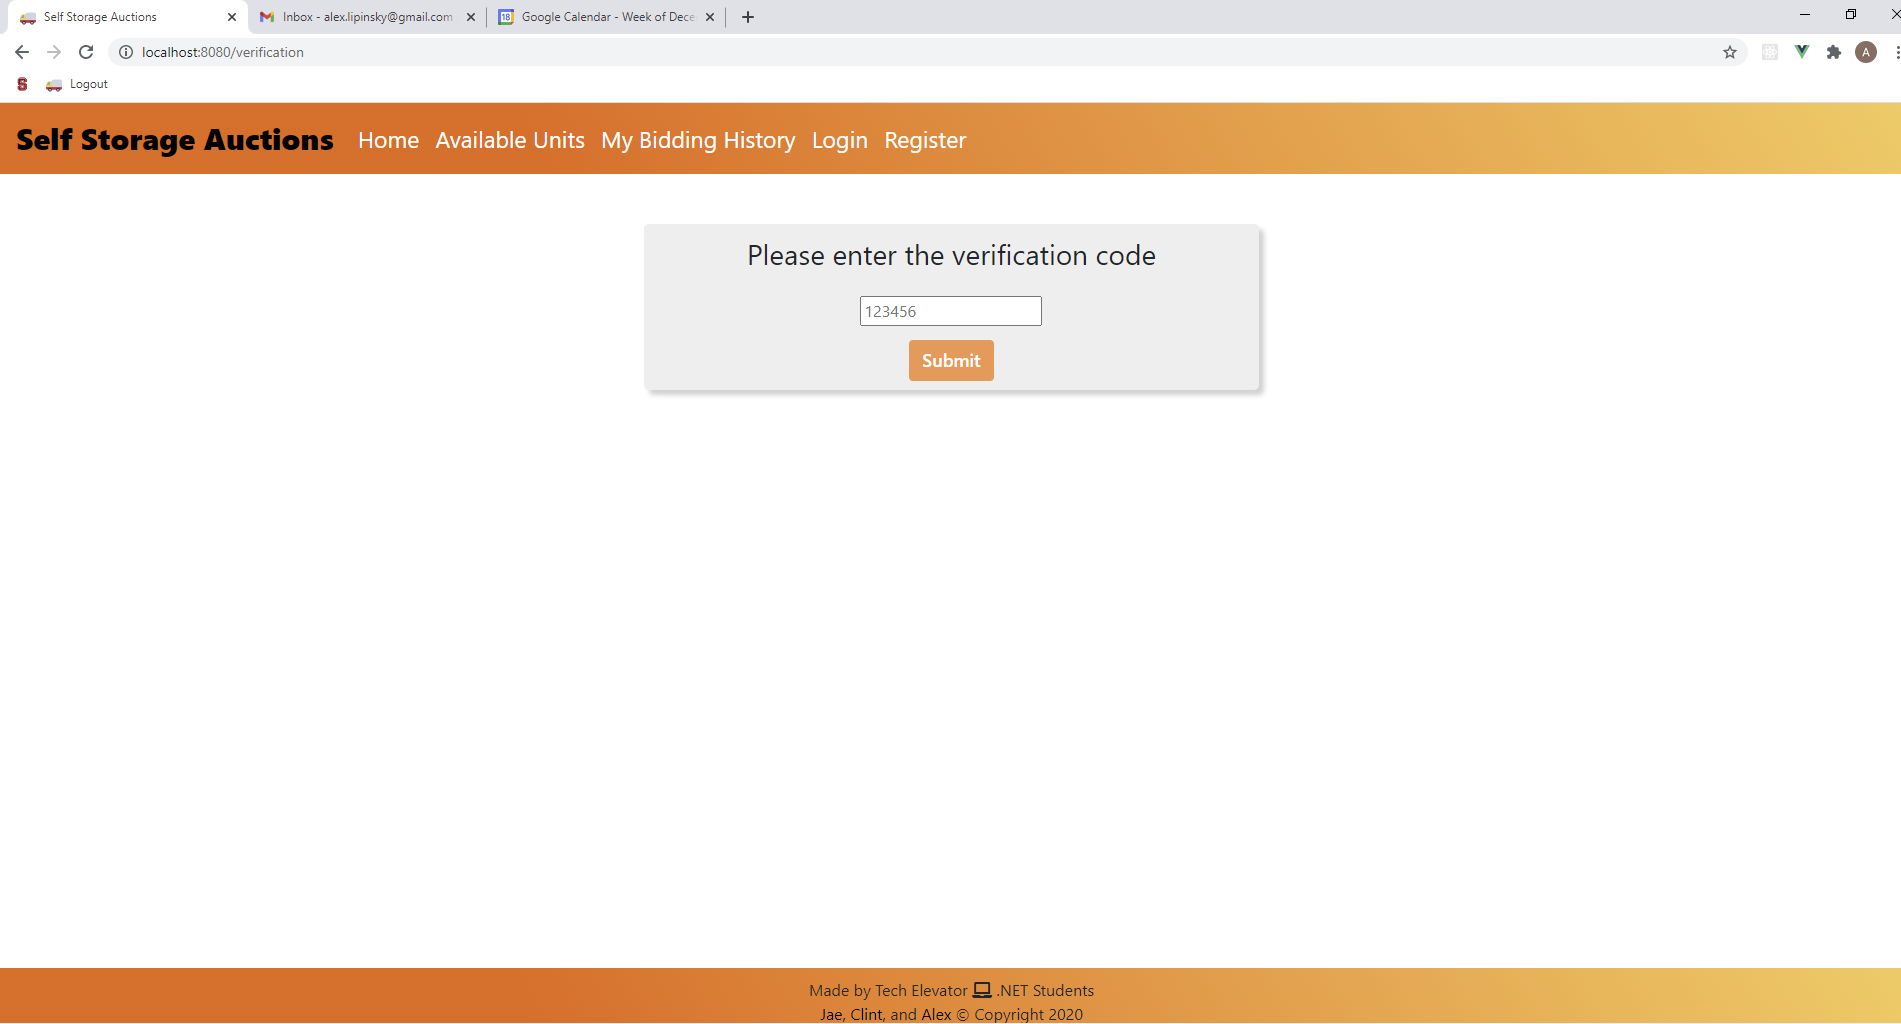 Self Storage Auctions
Inbox - alex.lipinsky@gmail.com
Google Calendar - Week of Dece
localhost:8080/verification
A
S
Logout
Self Storage Auctions Home Available Units My Bidding History Login Register
Please enter the verification code
123456
Submit
Made by Tech Elevator .NET Students
Jae, Clint, and Alex © Copyright 2020